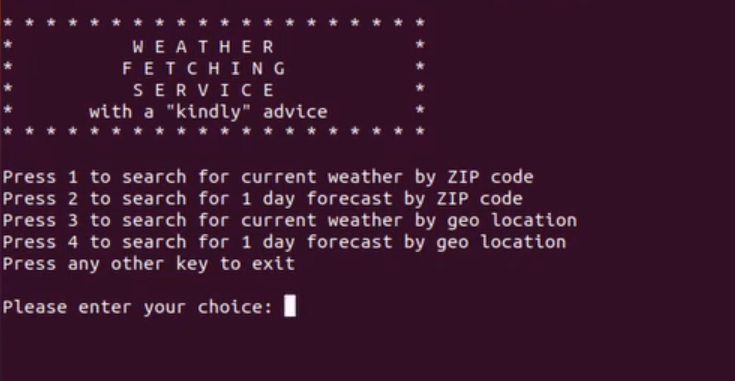 * * * * * * * * * * * * * * * * * * * *
*           W E A T H E R             *
*          F E T C H I N G            *
*           S E R V I C E             *
*       with a "kindly" advice        *
* * * * * * * * * * * * * * * * * * * *
Press 1 to search for current weather by ZIP code
Press 2 to search for 1 day forecast by ZIP code
Press 3 to search for current weather by geo location
Press 4 to search for 1 day forecast by geo location
Press any other key to exit
Please enter your choice: